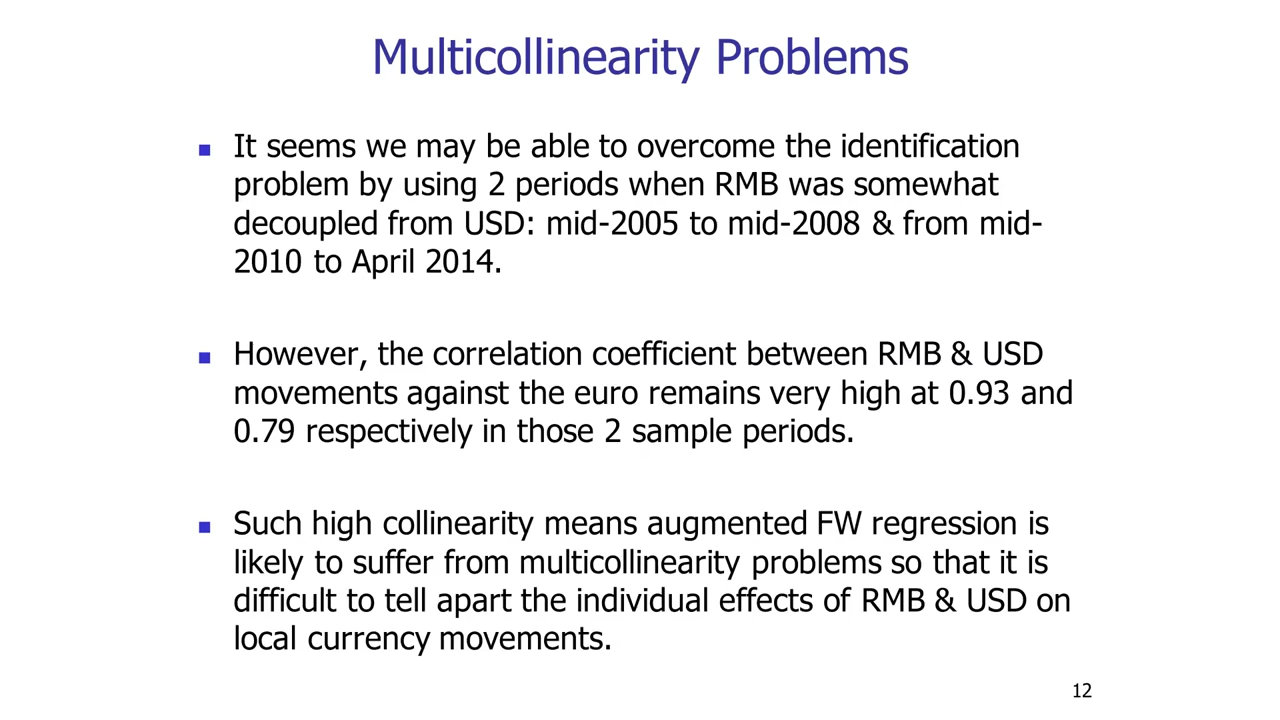 Multicollinearity Problems
It seems we may be able to overcome the identification
problem by using 2 periods when RMB was somewhat
decoupled from USD: mid-2005 to mid-2008 & from mid-
2010 to April 2014.
However, the correlation coefficient between RMB & USD
movements against the euro remains very high at 0.93 and
0.79 respectively in those 2 sample periods.
Such high collinearity means augmented FW regression is
likely to suffer from multicollinearity problems so that it is
difficult to tell apart the individual effects of RMB & USD on
local currency movements.
12